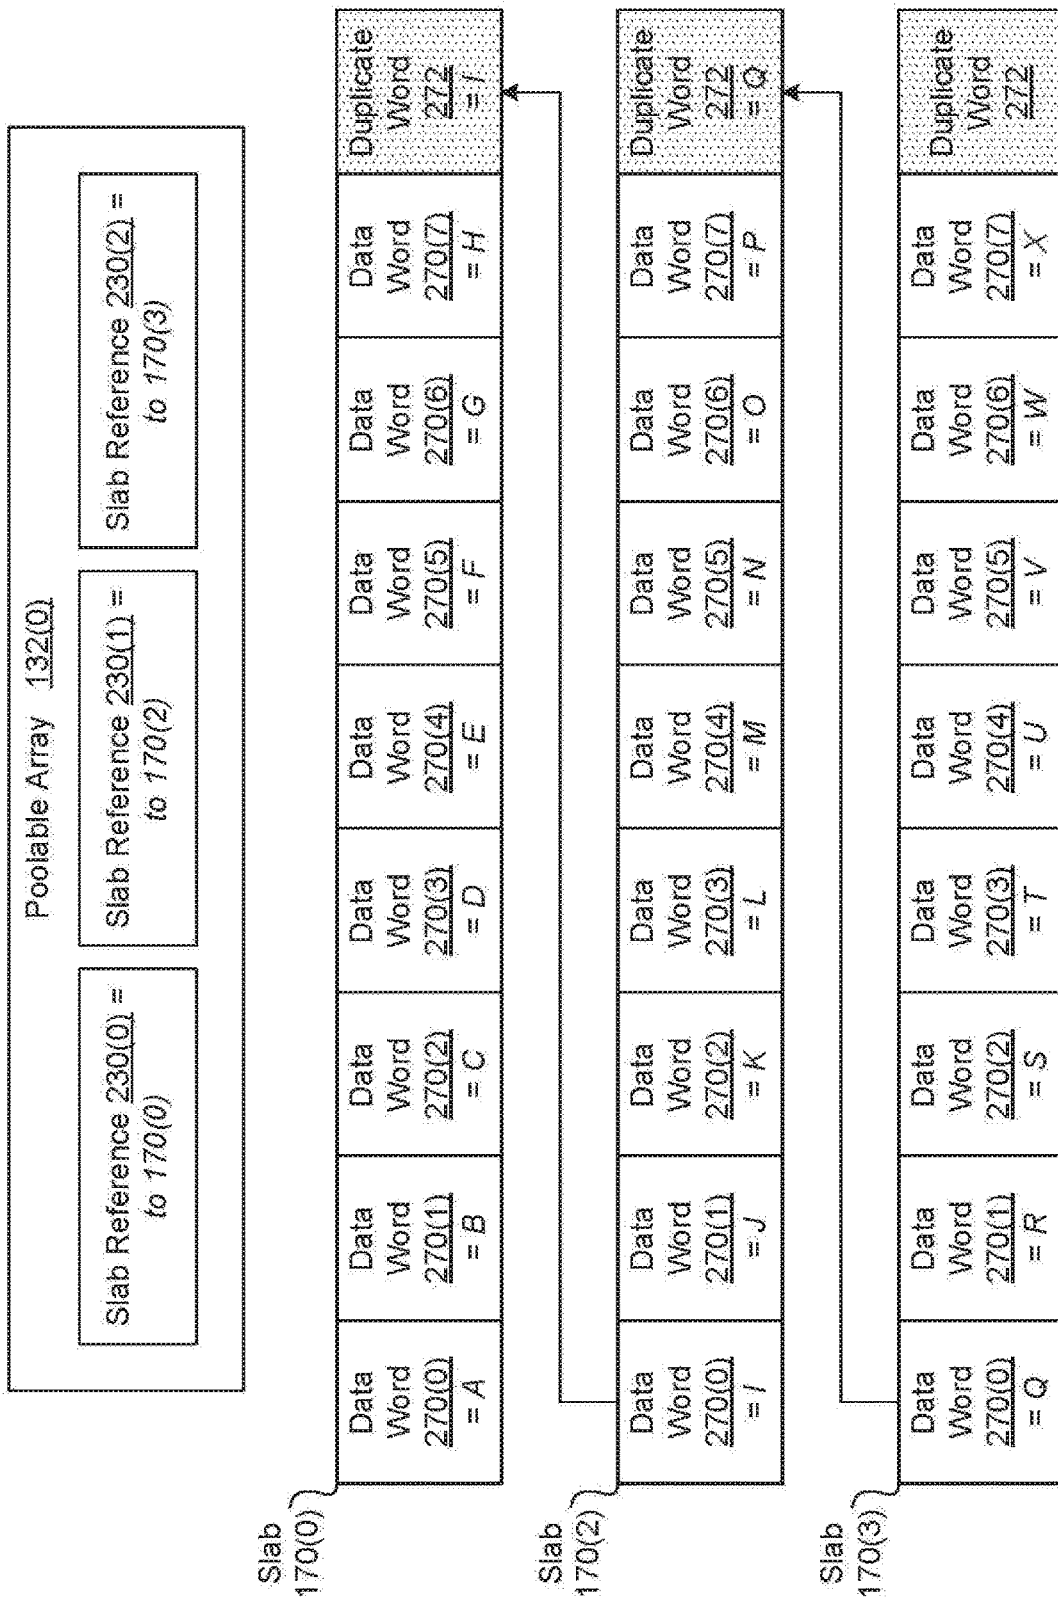 Poolable Array 132(0)
Slab Reference 230(0) =
to 170(0)
Slab Reference 230(1) =
to 170(2)
Slab Reference 230(2) =
to 170(3)
Slab
170(0)
Data
Word
270(0)
= A
Data
Word
270(1)
= B
Data
Word
270(2)
= C
Data
Word
270(3)
= D
Data
Word
270(4)
= E
Data
Word
270(5)
= F
Data
Word
270(6)
= G
Data
Word
270(7)
= H
Duplicate
Word
272
= I
Slab
170(2)
Data
Word
270(0)
= I
Data
Word
270(1)
= J
Data
Word
270(2)
= K
Data
Word
270(3)
= L
Data
Word
270(4)
= M
Data
Word
270(5)
= N
Data
Word
270(6)
= O
Data
Word
270(7)
= P
Duplicate
Word
272
= Q
Slab
170(3)
Data
Word
270(0)
= Q
Data
Word
270(1)
= R
Data
Word
270(2)
= S
Data
Word
270(3)
= T
Data
Word
270(4)
= U
Data
Word
270(5)
= V
Data
Word
270(6)
= W
Data
Word
270(7)
= X
Duplicate
Word
272